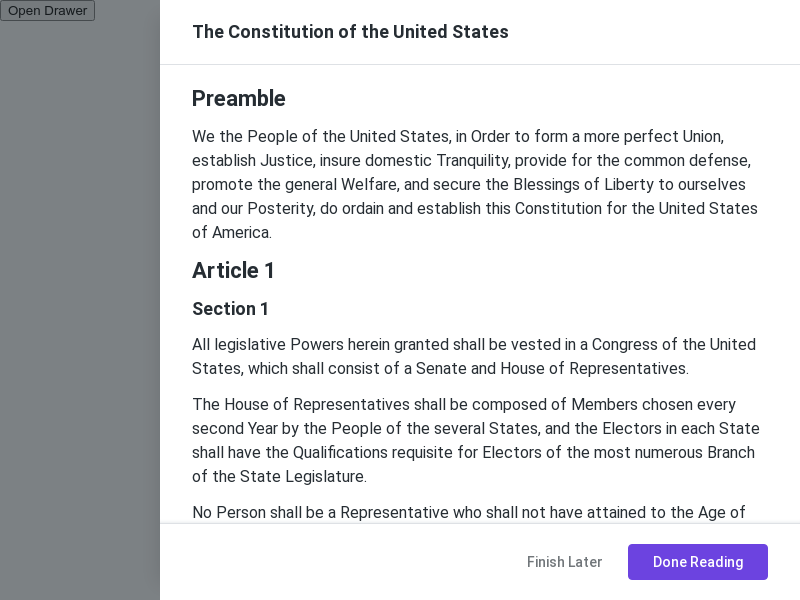 Open Drawer
The Constitution of the United States
Preamble
We the People of the United States, in Order to form a more perfect Union,
establish Justice, insure domestic Tranquility, provide for the common defense,
promote the general Welfare, and secure the Blessings of Liberty to ourselves
and our Posterity, do ordain and establish this Constitution for the United States
of America.
Article 1
Section 1
All legislative Powers herein granted shall be vested in a Congress of the United
States, which shall consist of a Senate and House of Representatives.
The House of Representatives shall be composed of Members chosen every
second Year by the People of the several States, and the Electors in each State
shall have the Qualifications requisite for Electors of the most numerous Branch
of the State Legislature.
No Person shall be a Representative who shall not have attained to the Age of
Finish Later
Done Reading